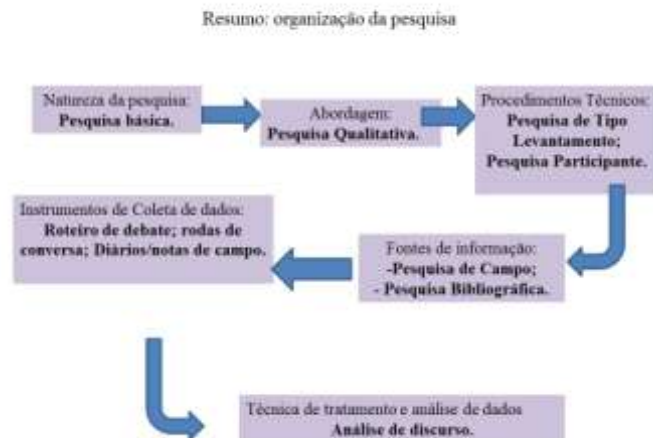 Resumo: organização da pesquisa
Natureza da pesquisa:
Pesquisa básica.
Abordagem:
Pesquisa Qualitativa.
Procedimentos Técnicos:
Pesquisa de Tipo
Levantamento;
Pesquisa Participante.
Fontes de informação:
-Pesquisa de Campo;
- Pesquisa Bibliográfica.
Instrumentos de Coleta de dados:
Roteiro de debate; rodas de
conversa; Diários/notas de campo.
Técnica de tratamento e análise de dados
Análise de discurso.